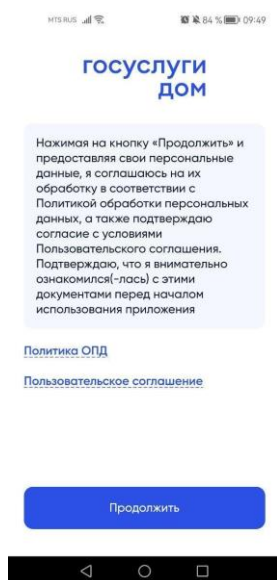 MTS RUS 84 % 09:49
госуслуги
дом
Нажимая на кнопку «Продолжить» и
предоставляя свои персональные
данные, я соглашаюсь на их
обработку в соответствии с
Политикой обработки персональных
данных, а также подтверждаю
согласие с условиями
Пользовательского соглашения.
Подтверждаю, что я внимательно
ознакомился(-лась) с этими
документами перед началом
использования приложения
Политика ОПД
Пользовательское соглашение
Продолжить